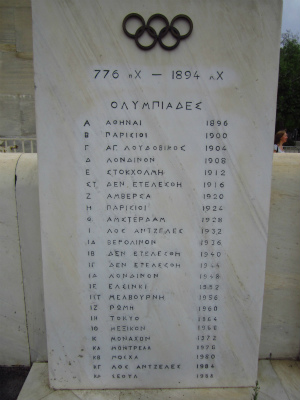 776 πΧ — 1894 πΧ
ΟΛΥΜΠΙΑΔΕΣ
Α ΑΘΗΝΑΙ 1896
Β ΠΑΡΙΣΙΟΙ 1900
Γ ΑΓ ΛΟΥΔΟΒΙΚΟΣ 1904
Δ ΛΟΝΔΙΝΟΝ 1908
Ε ΣΤΟΚΧΟΛΜΗ 1912
ΣΤ ΔΕΝ ΕΤΕΛΕΣΘΗ 1916
Ζ ΑΜΒΕΡΣΑ 1920
Η ΠΑΡΙΣΙΟΙ 1924
Θ ΑΜΣΤΕΡΔΑΜ 1928
Ι ΛΟΣ ΑΝΤΖΕΛΕΣ 1932
ΙΑ ΒΕΡΟΛΙΝΟΝ 1936
ΙΒ ΔΕΝ ΕΤΕΛΕΣΘΗ 1940
ΙΓ ΔΕΝ ΕΤΕΛΕΣΘΗ 1944
ΙΔ ΛΟΝΔΙΝΟΝ 1948
ΙΕ ΕΛΣΙΝΚΙ 1952
ΙΣΤ ΜΕΛΒΟΥΡΝΗ 1956
ΙΖ ΡΩΜΗ 1960
ΙΗ ΤΟΚΥΟ 1964
ΙΘ ΜΕΞΙΚΟΝ 1968
Κ ΜΟΝΑΧΟΝ 1972
ΚΑ ΜΟΝΤΡΕΑΛ 1976
ΚΒ ΜΟΣΧΑ 1980
ΚΓ ΛΟΣ ΑΝΤΖΕΛΕΣ 1984
ΚΔ ΣΕΟΥΛ 1988